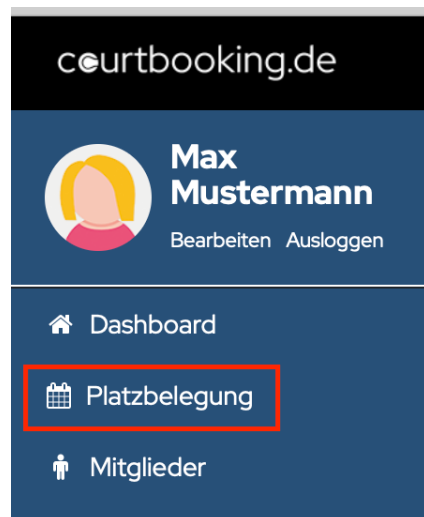 courtbooking.de
Max
Mustermann
Bearbeiten Ausloggen
Dashboard
Platzbelegung
Mitglieder